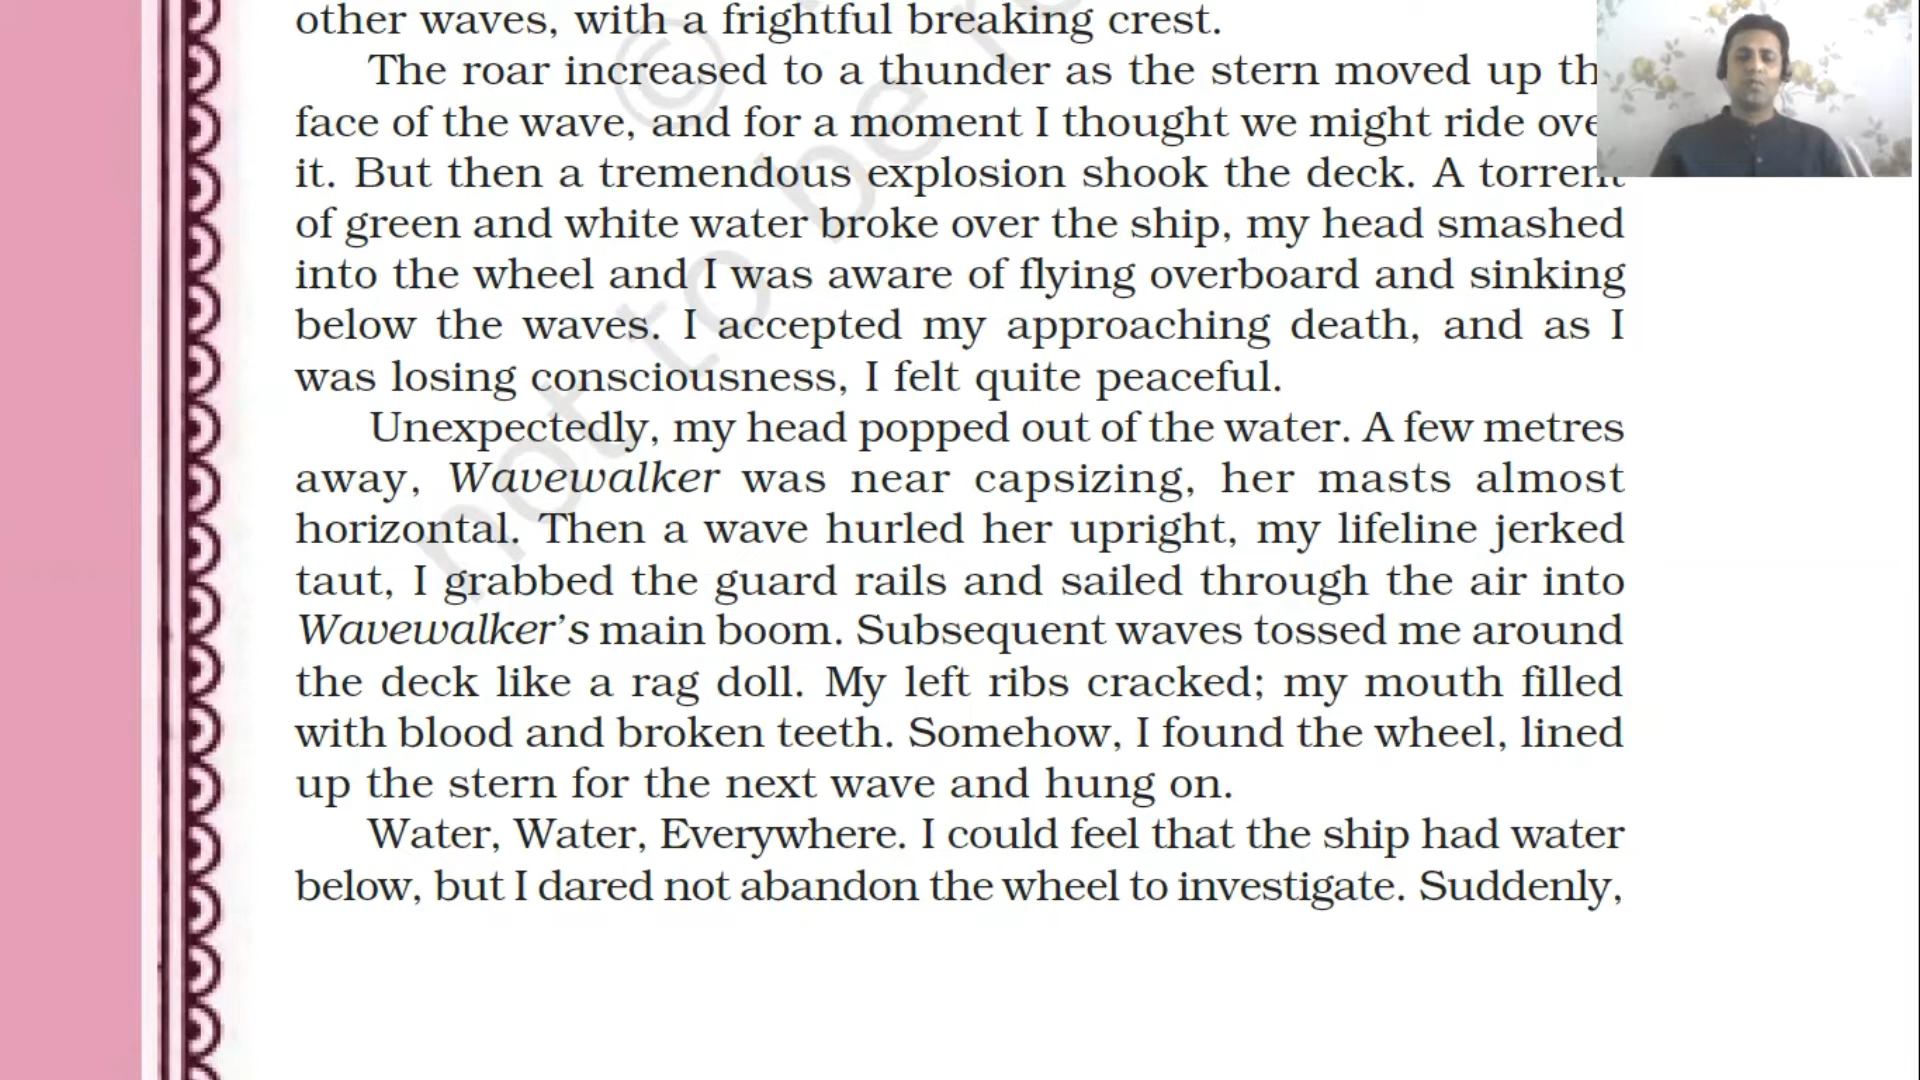 other waves, with a frightful breaking crest.
The roar increased to a thunder as the stern moved up th
face of the wave, and for a moment I thought we might ride ove
it. But then a tremendous explosion shook the deck. A torrent
of green and white water broke over the ship, my head smashed
into the wheel and I was aware of flying overboard and sinking
below the waves. I accepted my approaching death, and as I
was losing consciousness, I felt quite peaceful.
Unexpectedly, my head popped out of the water. A few metres
away, Wavewalker was near capsizing, her masts almost
horizontal. Then a wave hurled her upright, my lifeline jerked
taut, I grabbed the guard rails and sailed through the air into
Wavewalker's main boom. Subsequent waves tossed me around
the deck like a rag doll. My left ribs cracked; my mouth filled
with blood and broken teeth. Somehow, I found the wheel, lined
up the stern for the next wave and hung on.
Water, Water, Everywhere. I could feel that the ship had water
below, but I dared not abandon the wheel to investigate. Suddenly,
©
not to be re